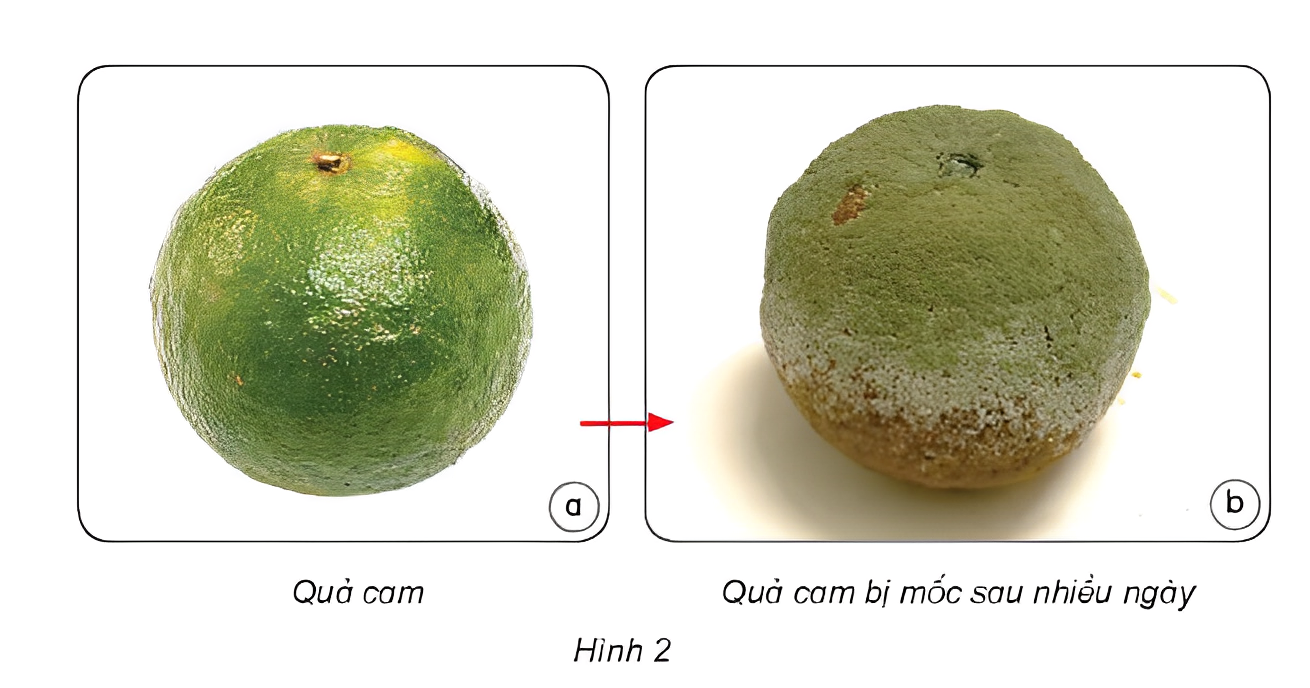 a
b
Quả cam
Quả cam bị mốc sau nhiều ngày
Hình 2